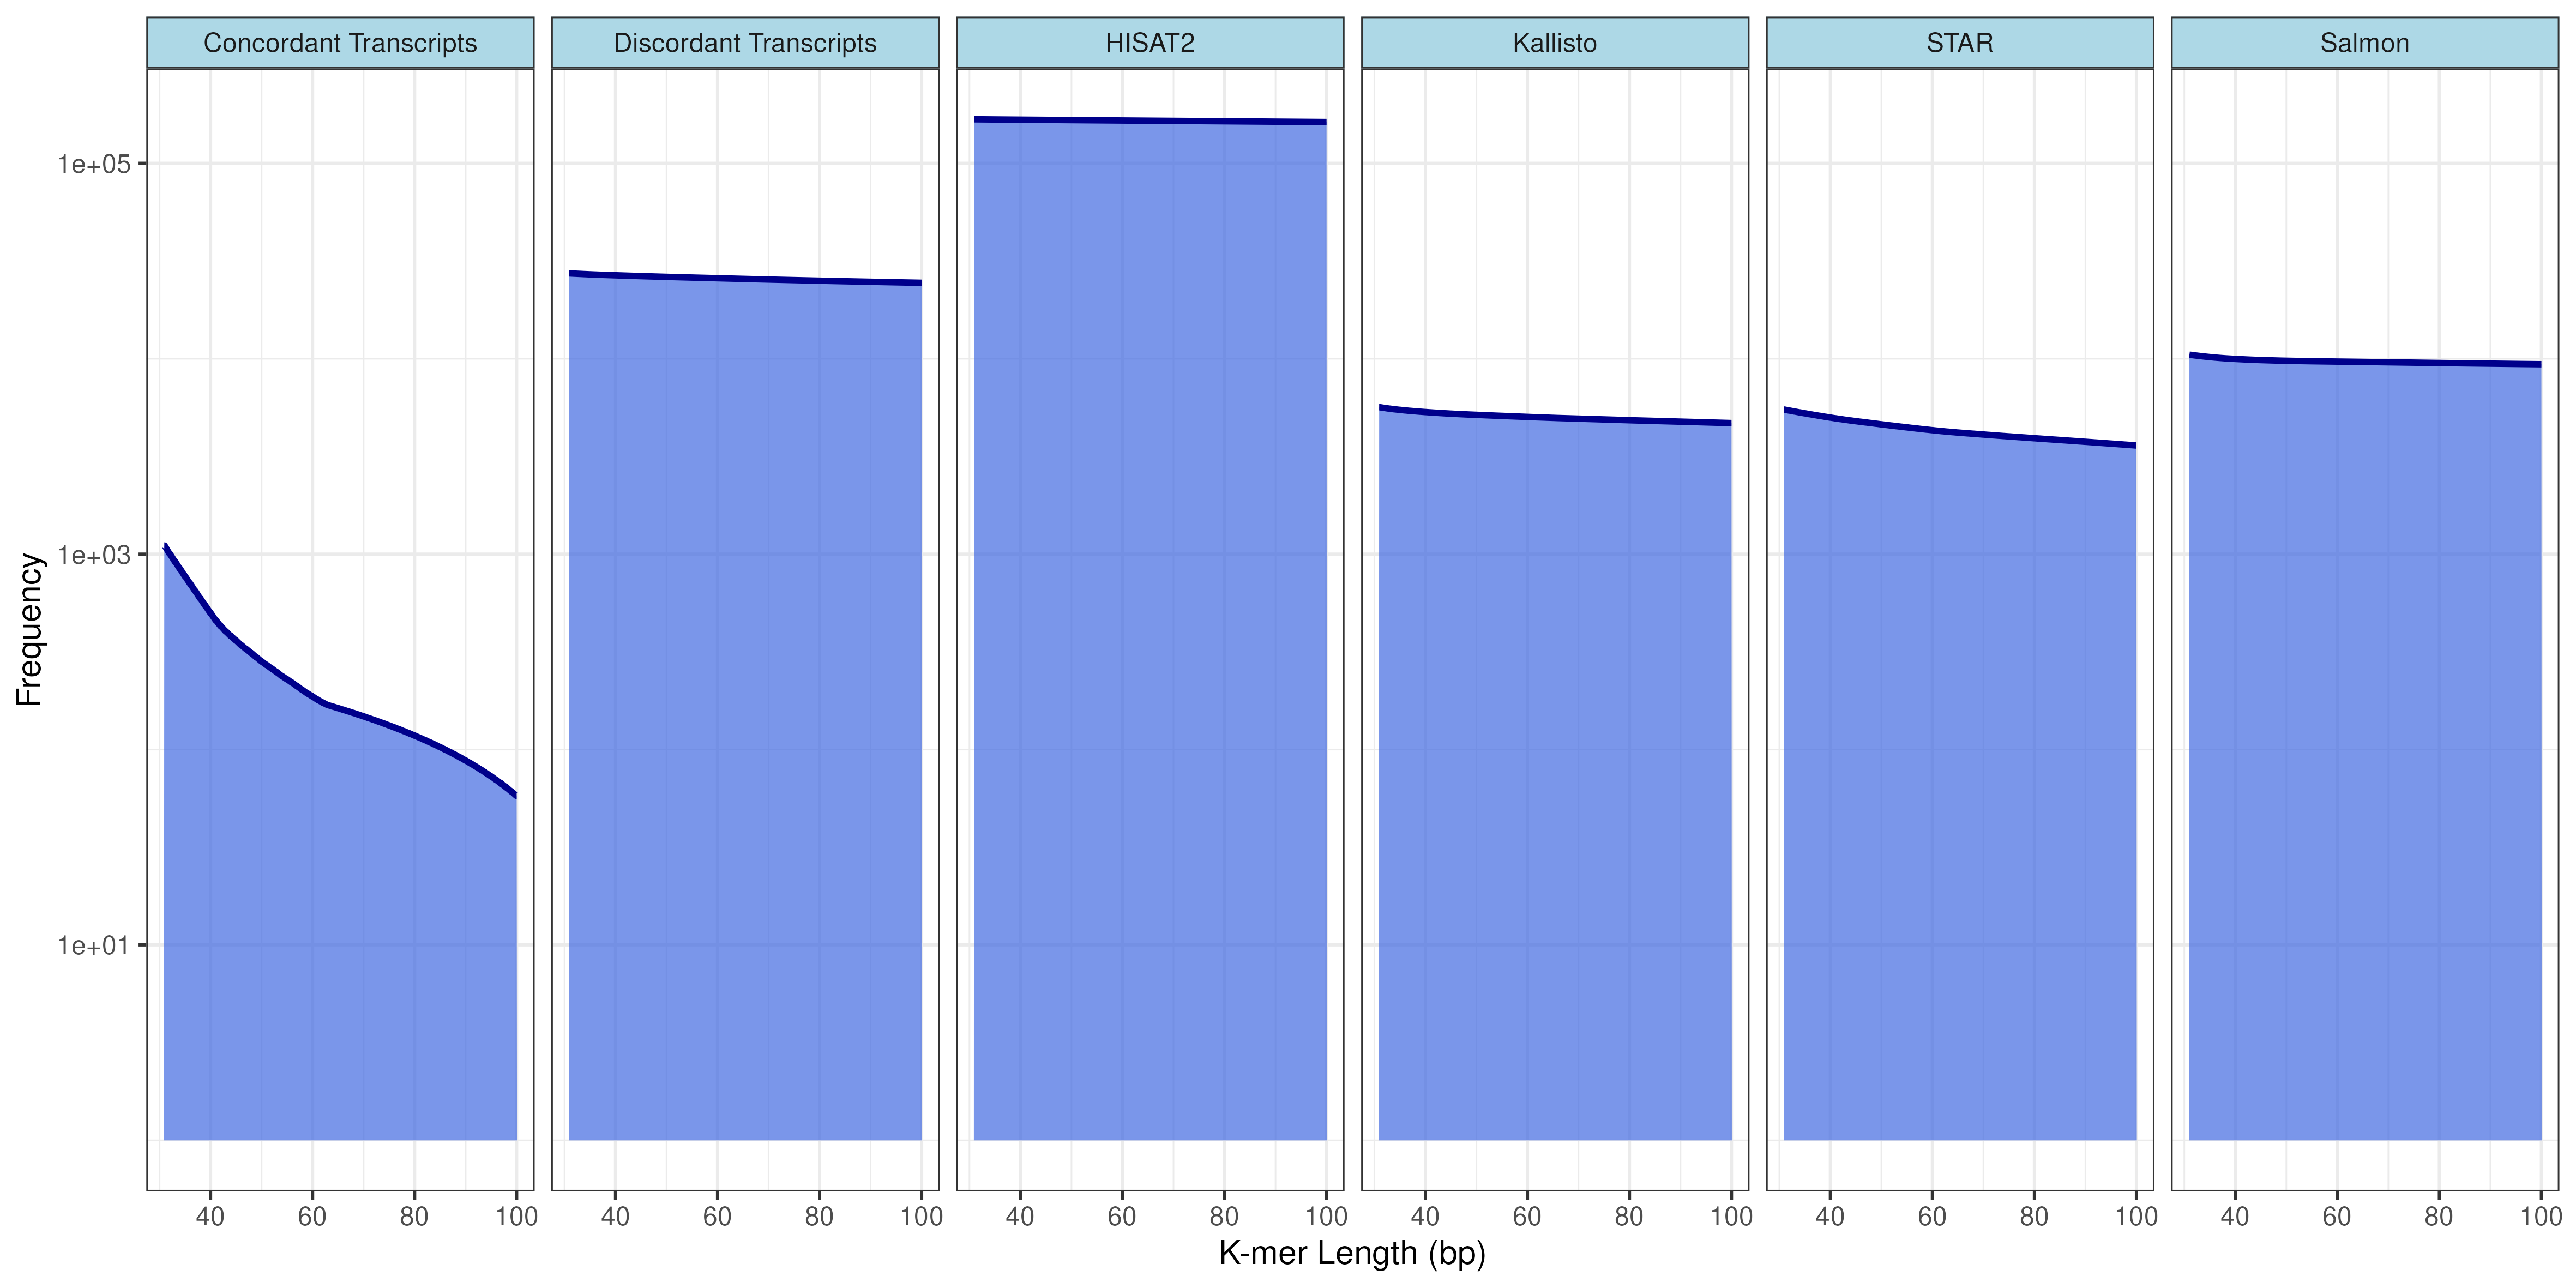 Concordant Transcripts
Discordant Transcripts
HISAT2
Kallisto
STAR
Salmon
Frequency
1e+05
1e+03
1e+01
40 60 80 100
40 60 80 100
40 60 80 100
40 60 80 100
40 60 80 100
40 60 80 100
K-mer Length (bp)